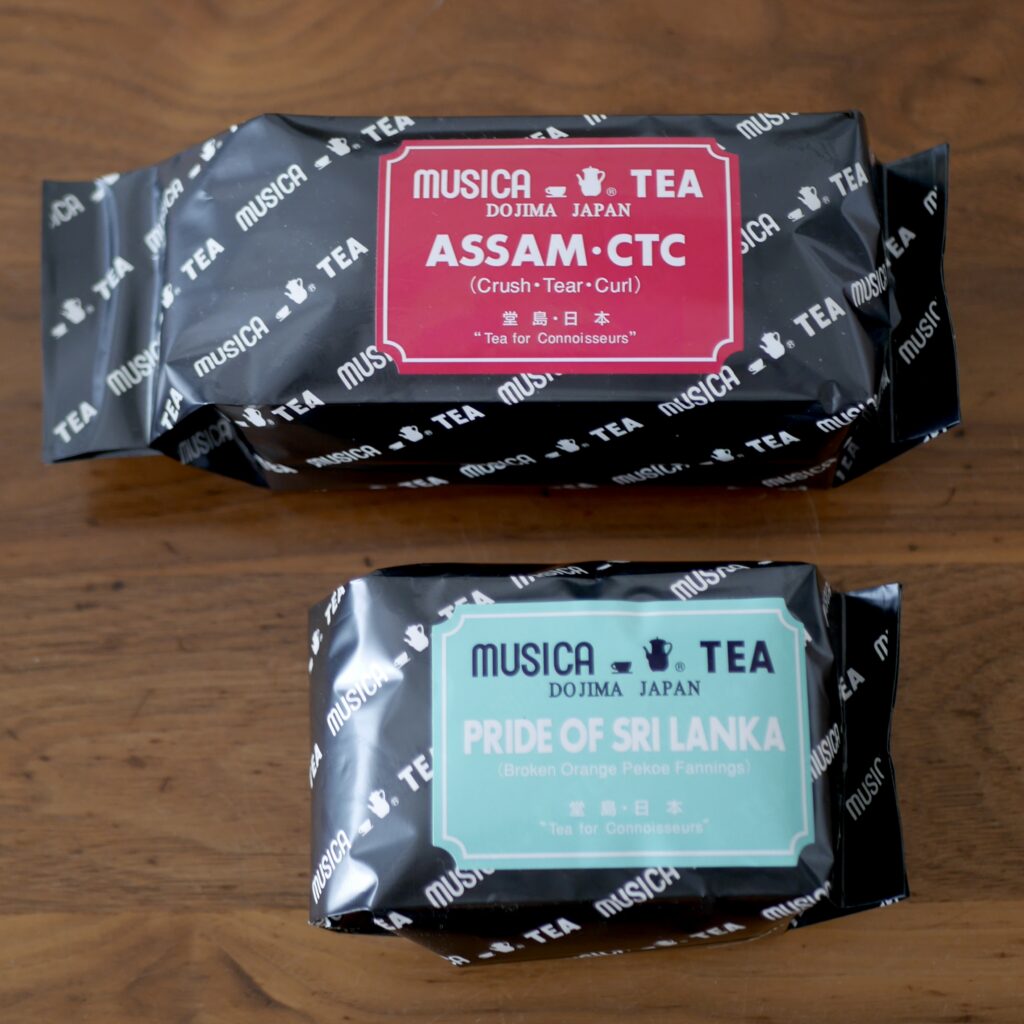 MUSICA ® TEA
DOJIMA JAPAN
ASSAM・CTC
(Crush・Tear・Curl)
堂島・日本
“Tea for Connoisseurs”
MUSICA ® TEA
DOJIMA JAPAN
PRIDE OF SRI LANKA
(Broken Orange Pekoe Fannings)
堂島・日本
“Tea for Connoisseurs”